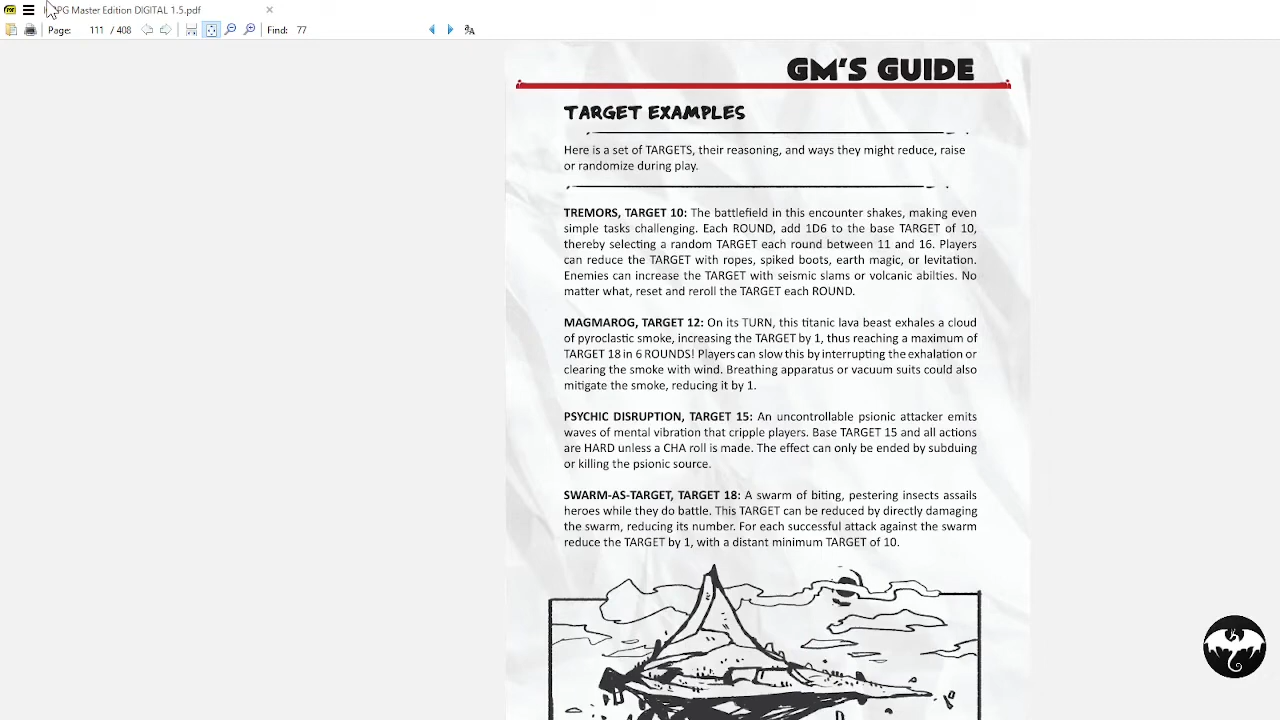 PG Master Edition DIGITAL 1.5.pdf
Page: 111 / 408 Find: 77
GM'S GUIDE
TARGET EXAMPLES
Here is a set of TARGETS, their reasoning, and ways they might reduce, raise
or randomize during play.
TREMORS, TARGET 10: The battlefield in this encounter shakes, making even
simple tasks challenging. Each ROUND, add 1D6 to the base TARGET of 10,
thereby selecting a random TARGET each round between 11 and 16. Players
can reduce the TARGET with ropes, spiked boots, earth magic, or levitation.
Enemies can increase the TARGET with seismic slams or volcanic abilties. No
matter what, reset and reroll the TARGET each ROUND.
MAGMAROG, TARGET 12: On its TURN, this titanic lava beast exhales a cloud
of pyroclastic smoke, increasing the TARGET by 1, thus reaching a maximum of
TARGET 18 in 6 ROUNDS! Players can slow this by interrupting the exhalation or
clearing the smoke with wind. Breathing apparatus or vacuum suits could also
mitigate the smoke, reducing it by 1.
PSYCHIC DISRUPTION, TARGET 15: An uncontrollable psionic attacker emits
waves of mental vibration that cripple players. Base TARGET 15 and all actions
are HARD unless a CHA roll is made. The effect can only be ended by subduing
or killing the psionic source.
SWARM-AS-TARGET, TARGET 18: A swarm of biting, pestering insects assails
heroes while they do battle. This TARGET can be reduced by directly damaging
the swarm, reducing its number. For each successful attack against the swarm
reduce the TARGET by 1, with a distant minimum TARGET of 10.